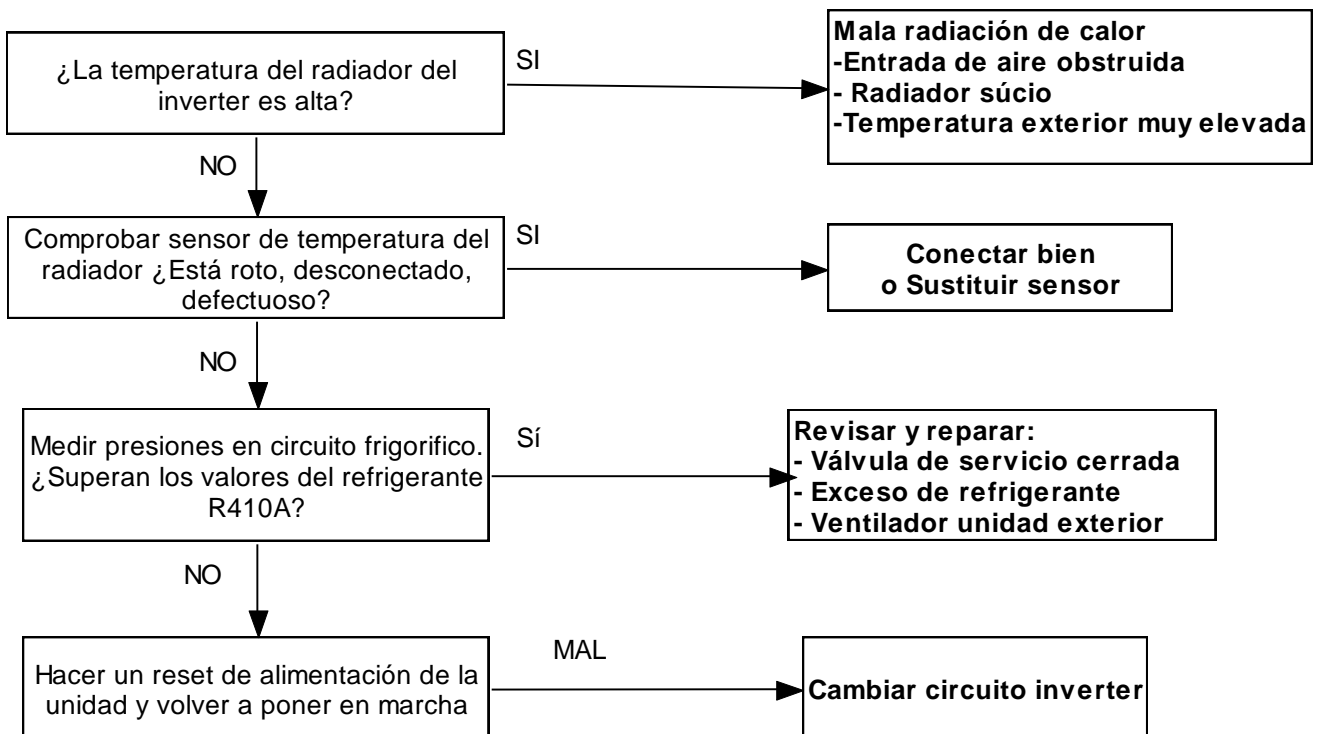 ¿La temperatura del radiador del
inverter es alta?
SI
Mala radiación de calor
-Entrada de aire obstruida
- Radiador súcio
-Temperatura exterior muy elevada
NO
Comprobar sensor de temperatura del
radiador ¿Está roto, desconectado,
defectuoso?
SI
Conectar bien
o Sustituir sensor
NO
Medir presiones en circuito frigorifico.
¿Superan los valores del refrigerante
R410A?
Sí
Revisar y reparar:
- Válvula de servicio cerrada
- Exceso de refrigerante
- Ventilador unidad exterior
NO
Hacer un reset de alimentación de la
unidad y volver a poner en marcha
MAL
Cambiar circuito inverter